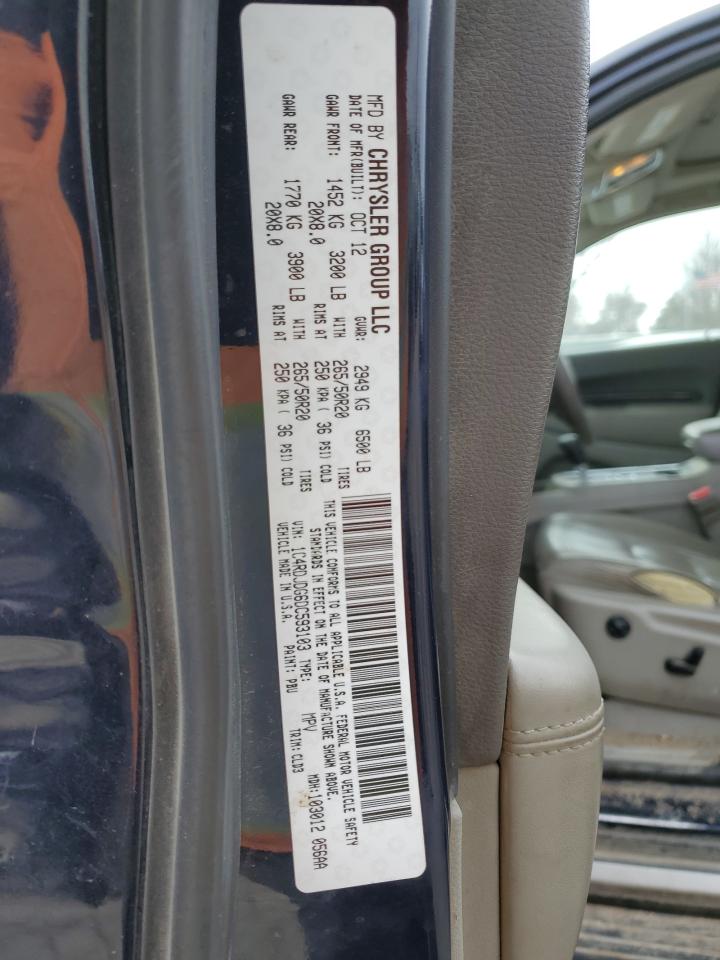 MFD BY CHRYSLER GROUP LLC
DATE OF MFR(BUILT): OCT 12 GVWR: 2949 KG 6500 LB
GAWR FRONT: 1452 KG 3200 LB WITH 265/50R20 TIRES
20X8.0 RIMS AT 250 KPA ( 36 PSI) COLD
GAWR REAR: 1770 KG 3900 LB WITH 265/50R20 TIRES
20X8.0 RIMS AT 250 KPA ( 36 PSI) COLD
THIS VEHICLE CONFORMS TO ALL APPLICABLE U.S.A. FEDERAL MOTOR VEHICLE SAFETY
STANDARDS IN EFFECT ON THE DATE OF MANUFACTURE SHOWN ABOVE.
VIN: 1C4RDJDG6DC593103 TYPE: MPV MDH:103012 056AA
VEHICLE MADE IN U.S.A. PAINT: PBU TRIM: CLD3